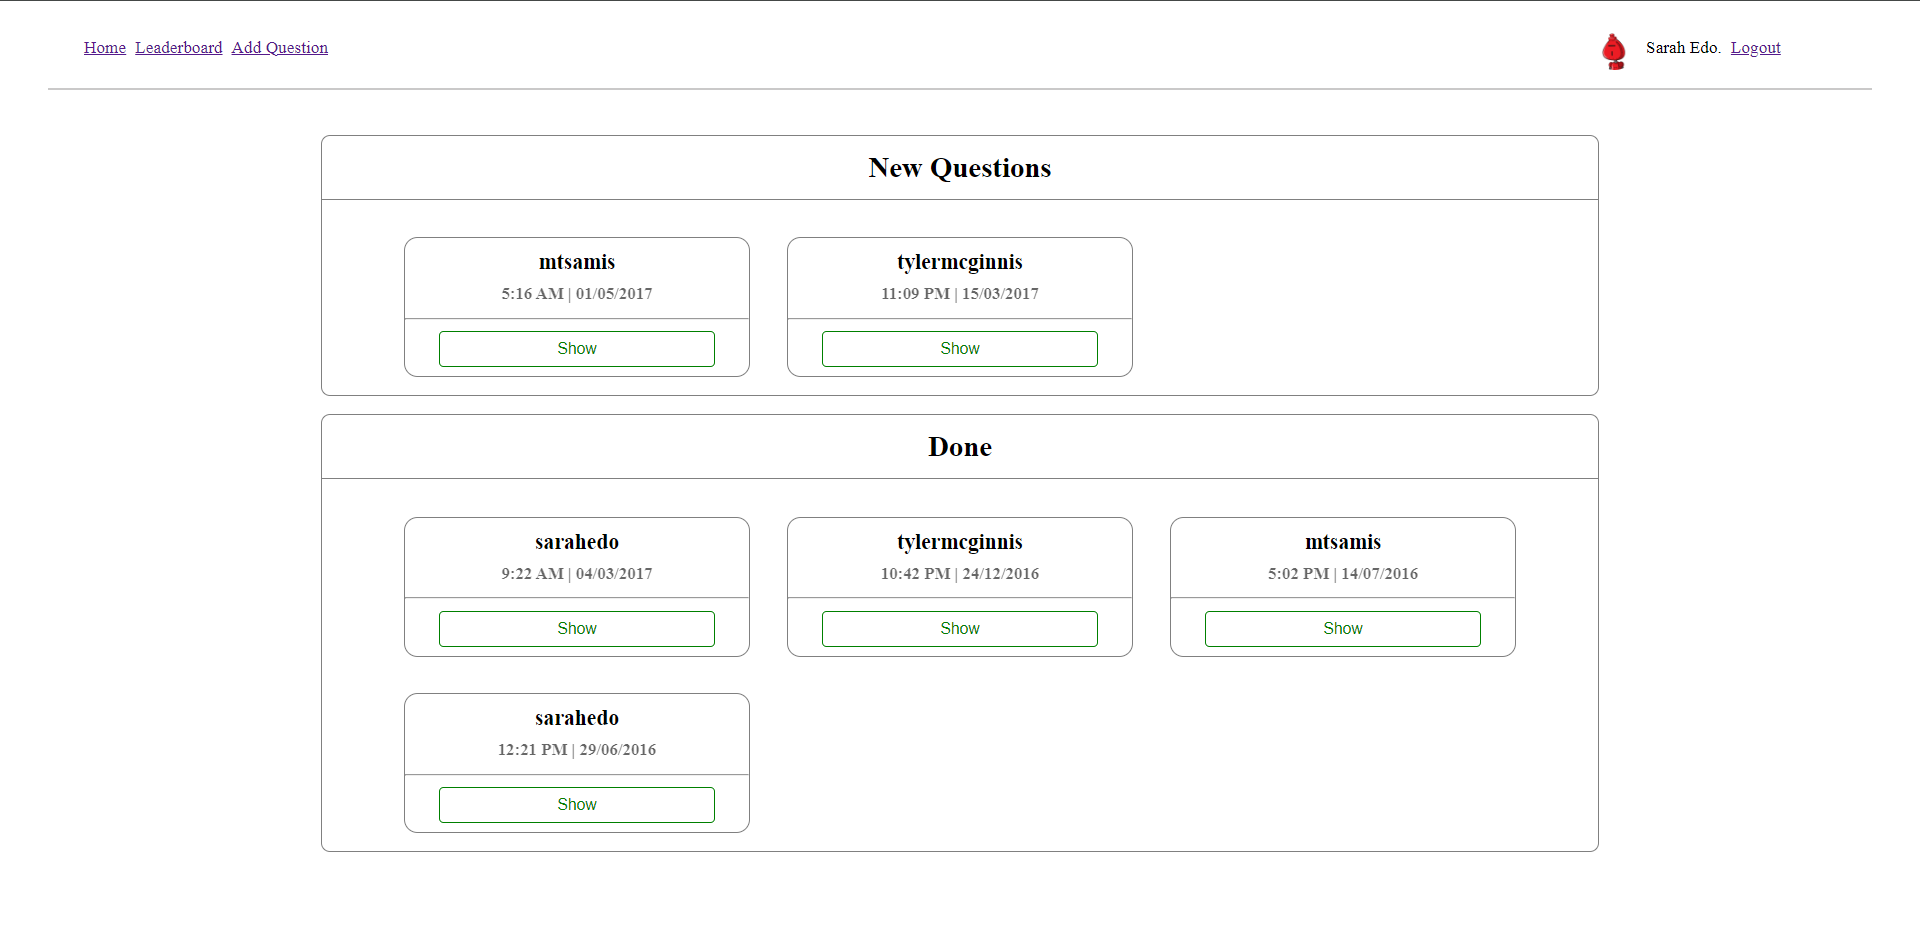 Home Leaderboard Add Question Sarah Edo. Logout
New Questions
mtsamis
5:16 AM | 01/05/2017
Show
tylermcginnis
11:09 PM | 15/03/2017
Show
Done
sarahedo
9:22 AM | 04/03/2017
Show
tylermcginnis
10:42 PM | 24/12/2016
Show
mtsamis
5:02 PM | 14/07/2016
Show
sarahedo
12:21 PM | 29/06/2016
Show